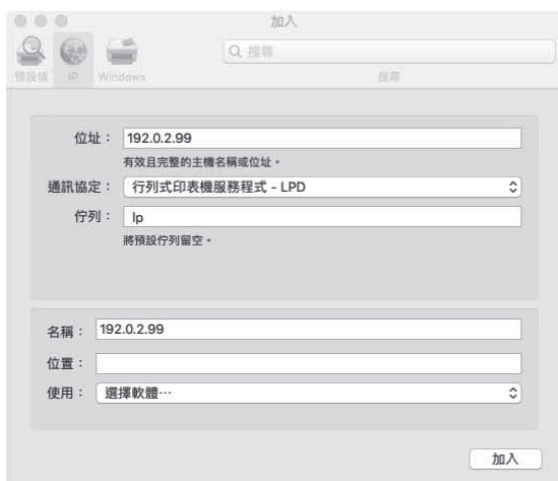 加入
搜尋
預設值 IP Windows 搜尋
位址： 192.0.2.99
有效且完整的主機名稱或位址。
通訊協定： 行列式印表機服務程式 - LPD
佇列： lp
將預設佇列留空。
名稱： 192.0.2.99
位置：
使用： 選擇軟體⋯
加入